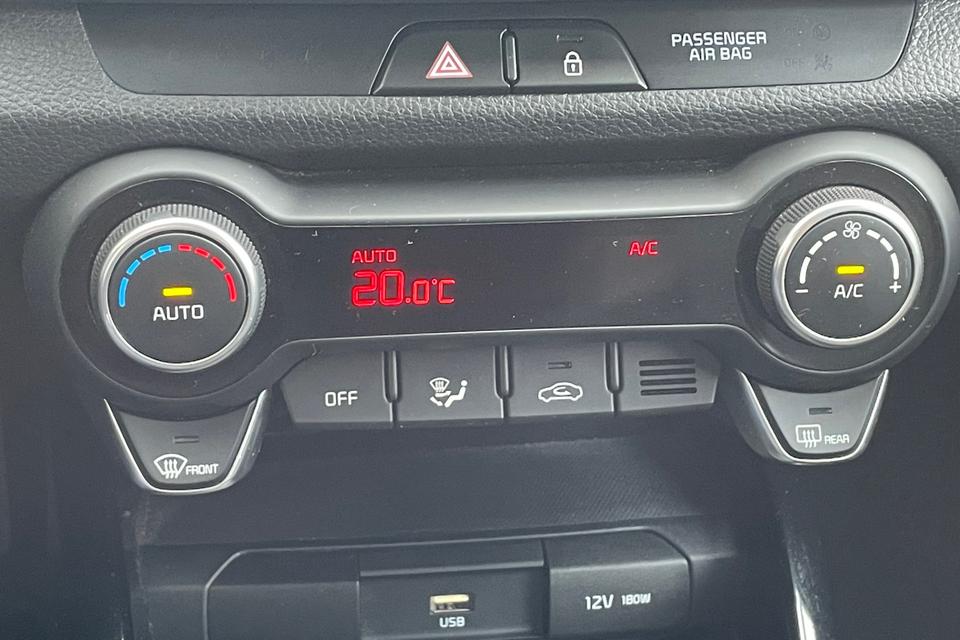 PASSENGER
AIR BAG
AUTO
20.0°C
A/C
AUTO
- +
A/C
OFF
FRONT
REAR
USB
12V 180W